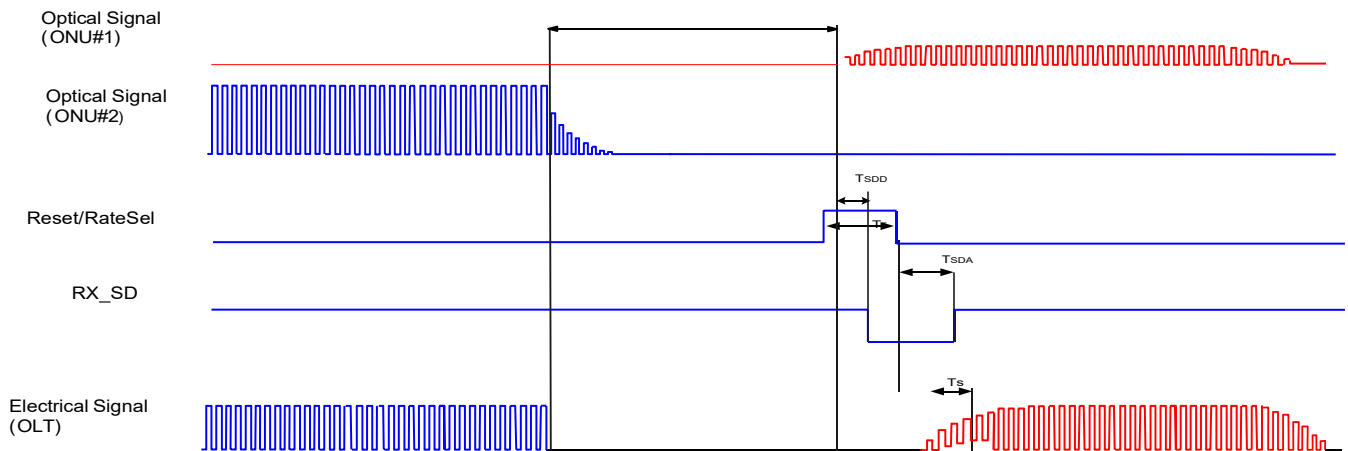 Optical Signal
(ONU#1)
Optical Signal
(ONU#2)
TSDD
Reset/RateSel
TSDA
RX_SD
Ts
Electrical Signal
(OLT)